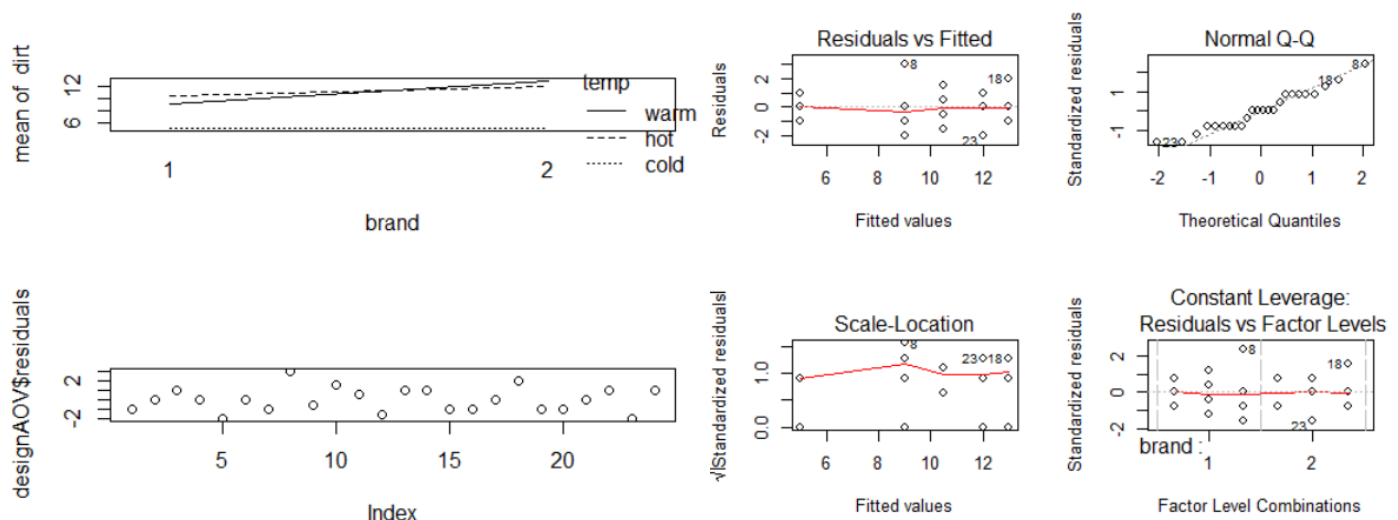 mean of dirt
12
6
temp
warm
hot
cold
1 2
brand
Residuals vs Fitted
Residuals
2
0
-2
8
18
23
6 8 10 12
Fitted values
Normal Q-Q
Standardized residuals
1
-1
8
18
23
-2 -1 0 1 2
Theoretical Quantiles
designAOV$residuals
2
-2
5 10 15 20
Index
Scale-Location
√|Standardized residuals|
1.0
0.0
8
23 18
6 8 10 12
Fitted values
Constant Leverage:
Residuals vs Factor Levels
Standardized residuals
2
0
-2
8
18
23
brand :
1 2
Factor Level Combinations